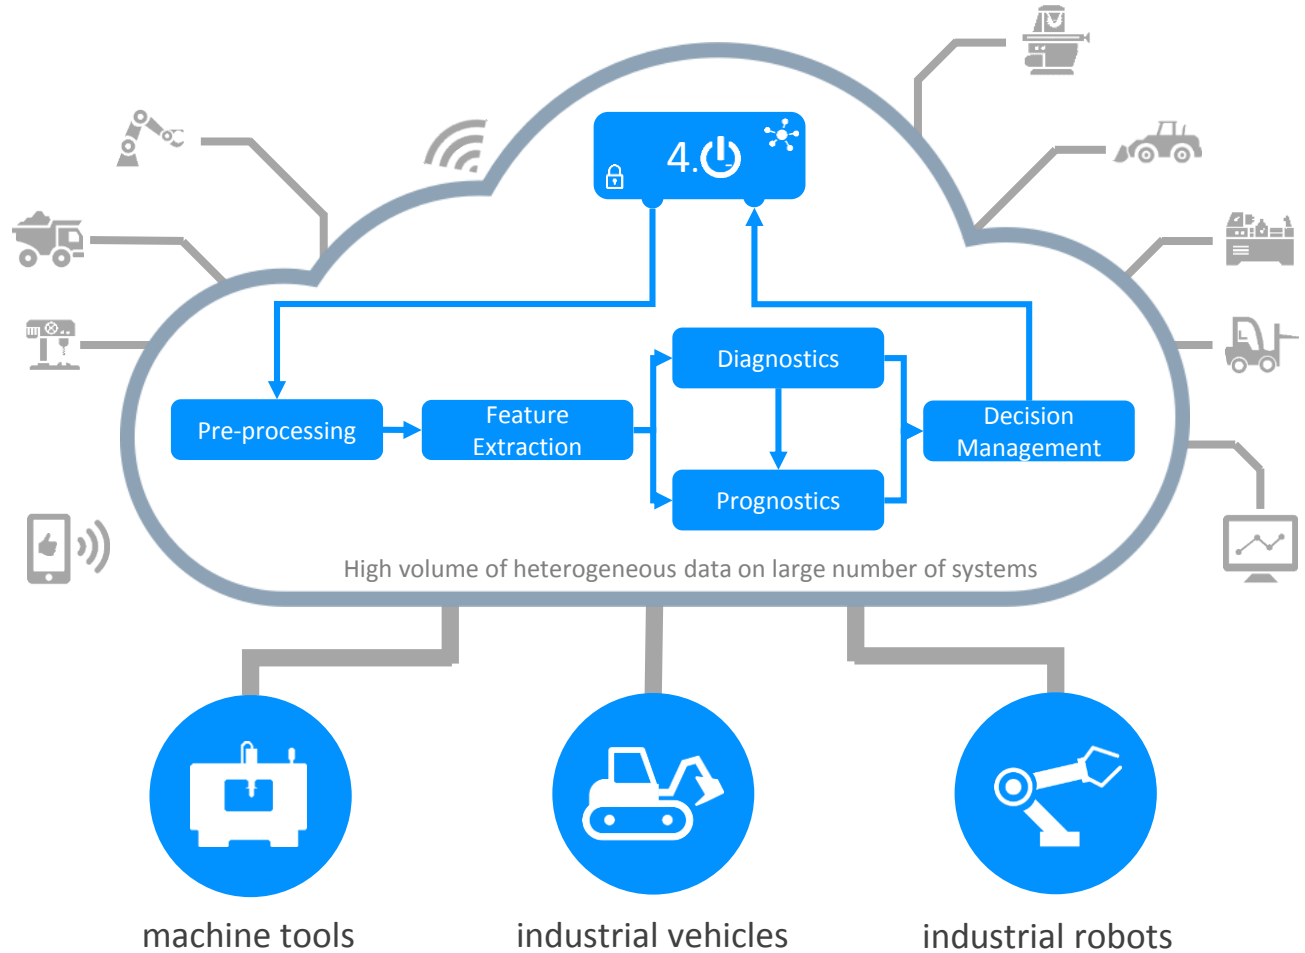 4.0
Pre-processing
Feature
Extraction
Diagnostics
Prognostics
Decision
Management
High volume of heterogeneous data on large number of systems
machine tools
industrial vehicles
industrial robots